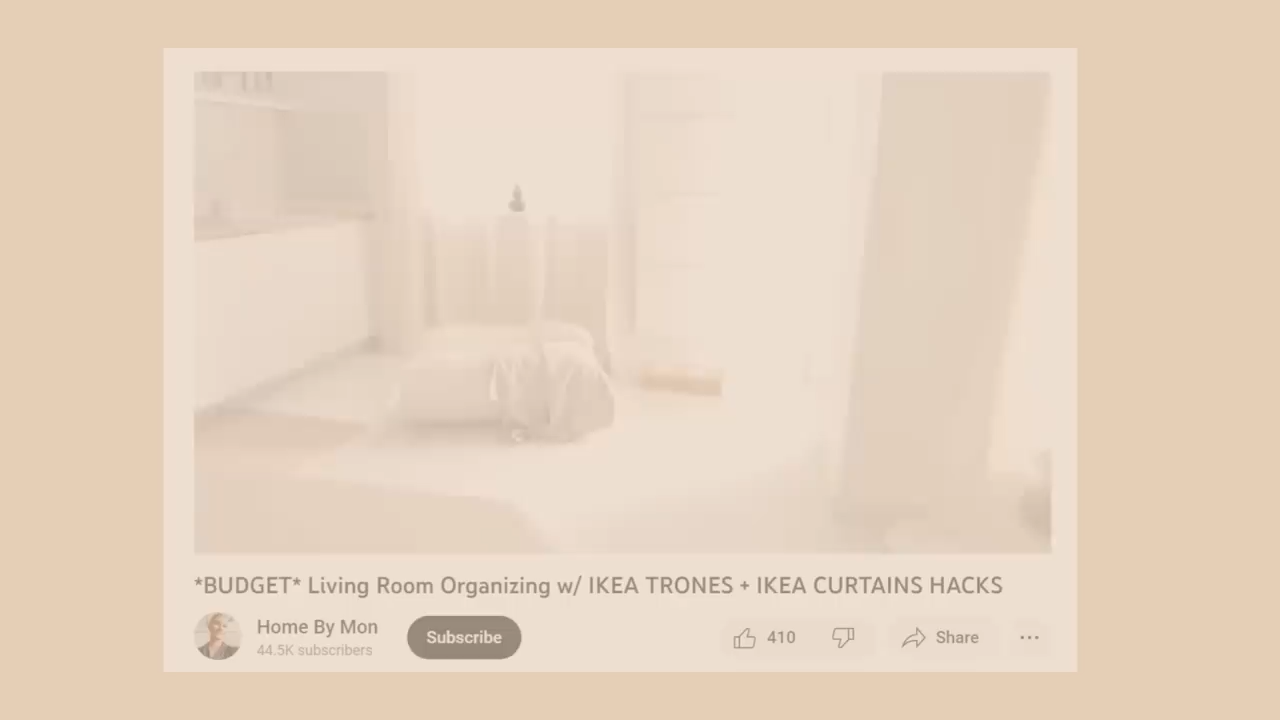 *BUDGET* Living Room Organizing w/ IKEA TRONES + IKEA CURTAINS HACKS
Home By Mon
44.5K subscribers
Subscribe
410
Share